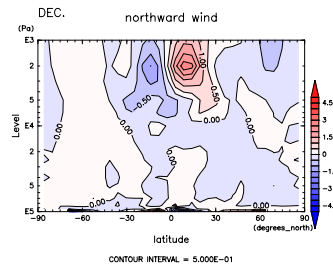 DEC.
northward wind
(Pa)
E3
2
5
E4
2
5
E5
Level
1.00
0.50
-0.50
0.00
0.00
0.00
0.00
0.00
0.00
-90
-60
-30
0
30
60
90
(degrees_north)
latitude
4.5
3
1.5
0
-1.5
-3.
-4.
CONTOUR INTERVAL = 5.000E-01